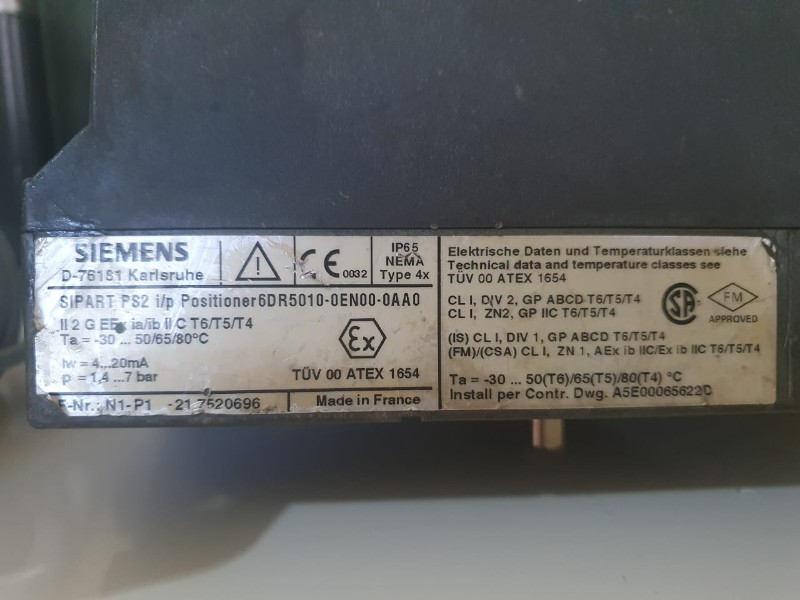 SIEMENS
D-76181 Karlsruhe
CE 0032
IP65
NEMA
Type 4x
SIPART PS2 i/p Positioner 6DR5010-0EN00-0AA0
II 2 G EEx ia/ib II C T6/T5/T4
Ta = -30 ... 50/65/80°C
Iw = 4...20mA
p = 1,4 ...7 bar
Ex
TÜV 00 ATEX 1654
F-Nr.: N1-P1 -21 7520696
Made in France
Elektrische Daten und Temperaturklassen siehe
Technical data and temperature classes see
TÜV 00 ATEX 1654
CL I, DIV 2, GP ABCD T6/T5/T4
CL I, ZN2, GP IIC T6/T5/T4
(IS) CL I, DIV 1, GP ABCD T6/T5/T4
(FM)/(CSA) CL I, ZN 1, AEx ib IIC/Ex ib IIC T6/T5/T4
SA
FM
APPROVED
Ta = -30 ... 50(T6)/65(T5)/80(T4) °C
Install per Contr. Dwg. A5E00065622D